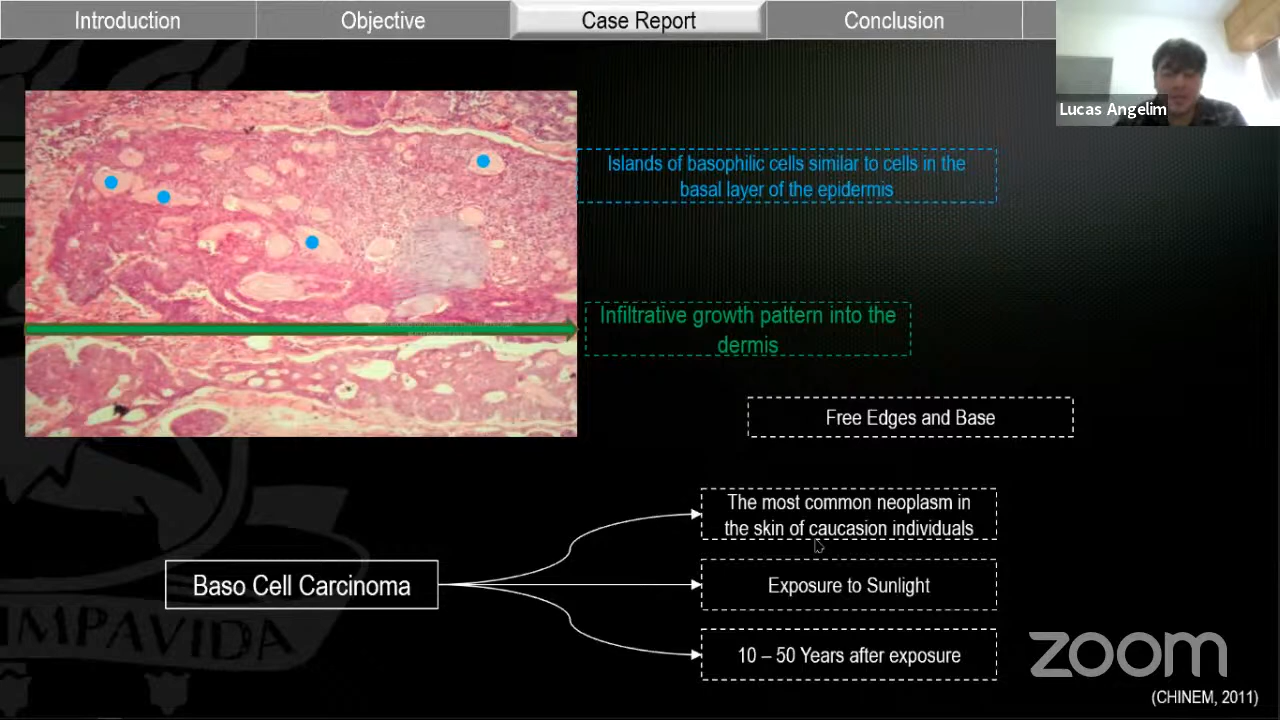 Introduction
Objective
Case Report
Conclusion
Lucas Angelim
Islands of basophilic cells similar to cells in the
basal layer of the epidermis
Infiltrative growth pattern into the
dermis
Free Edges and Base
The most common neoplasm in
the skin of caucasion individuals
Baso Cell Carcinoma
Exposure to Sunlight
10 – 50 Years after exposure
IMPAVIDA
zoom
(CHINEM, 2011)